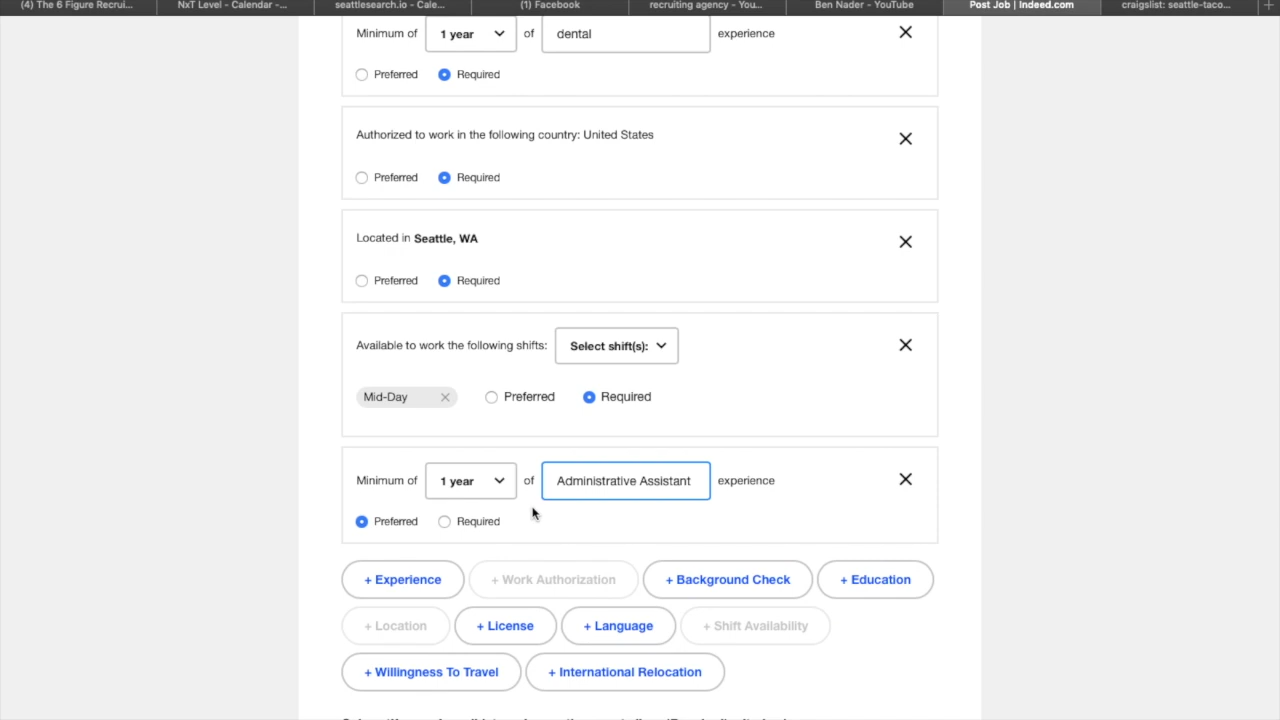 (4) The 6 Figure Recrui... NxT Level - Calendar -... seattlesearch.io - Cale... (1) Facebook recruiting agency - You... Ben Nader - YouTube Post Job | Indeed.com craigslist: seattle-taco...
Minimum of 1 year of dental experience
Preferred Required
Authorized to work in the following country: United States
Preferred Required
Located in Seattle, WA
Preferred Required
Available to work the following shifts: Select shift(s):
Mid-Day Preferred Required
Minimum of 1 year of Administrative Assistant experience
Preferred Required
+ Experience + Work Authorization + Background Check + Education
+ Location + License + Language + Shift Availability
+ Willingness To Travel + International Relocation